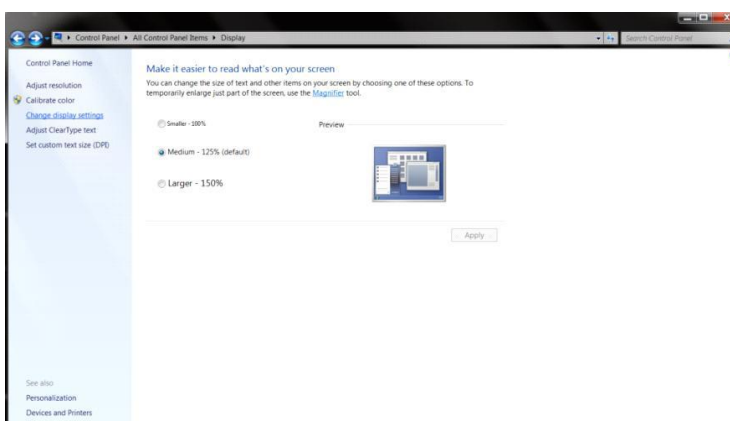 Control Panel ▸ All Control Panel Items ▸ Display
Search Control Panel
Control Panel Home
Adjust resolution
Calibrate color
Change display settings
Adjust ClearType text
Set custom text size (DPI)
See also
Personalization
Devices and Printers
Make it easier to read what's on your screen
You can change the size of text and other items on your screen by choosing one of these options. To
temporarily enlarge just part of the screen, use the Magnifier tool.
Smaller - 100%
Preview
Medium - 125% (default)
Larger - 150%
Apply